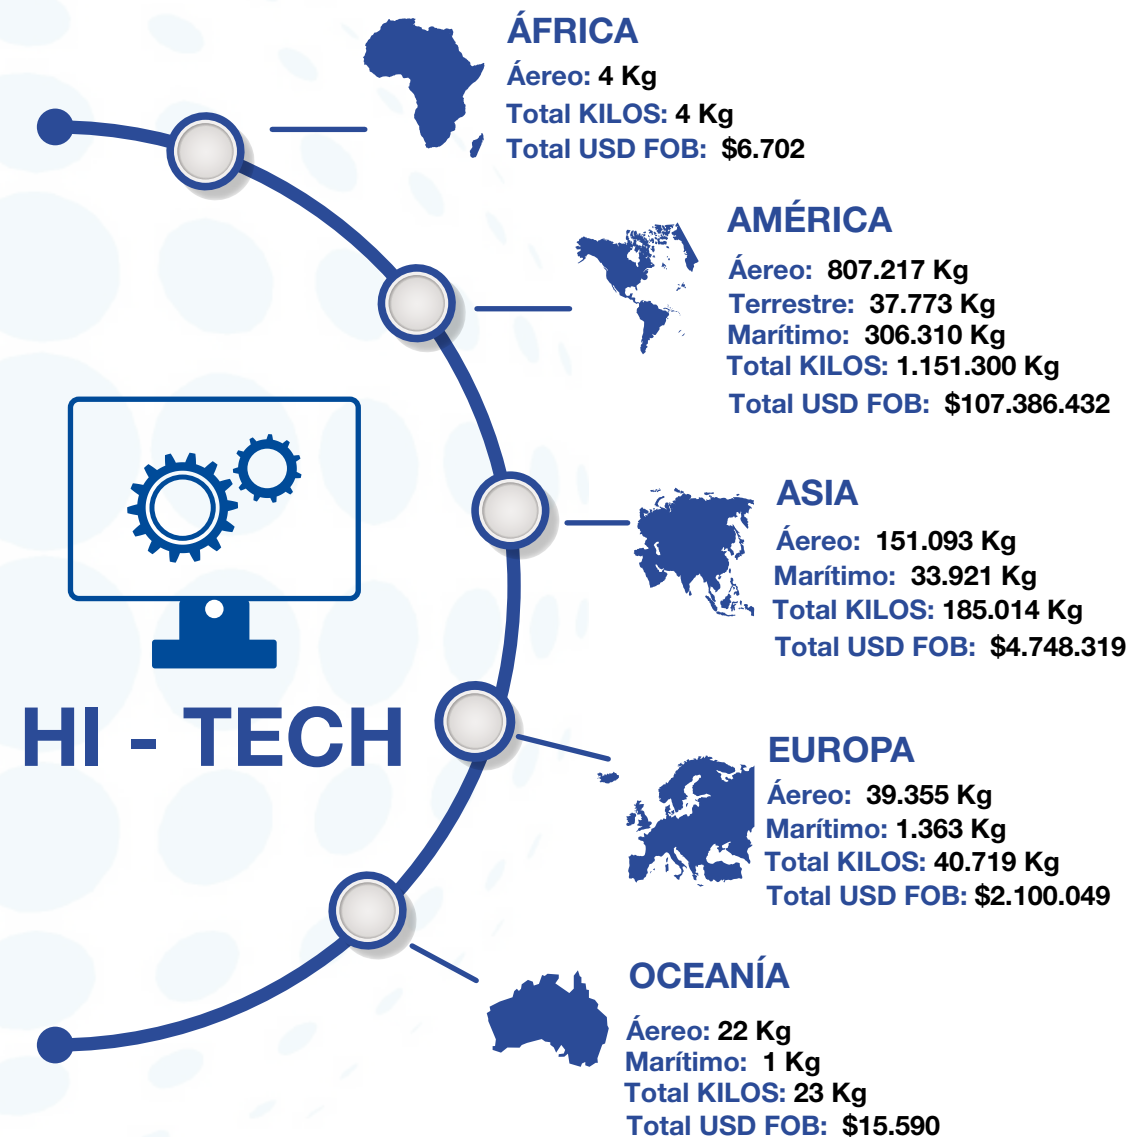 ÁFRICA
Áereo: 4 Kg
Total KILOS: 4 Kg
Total USD FOB: $6.702
AMÉRICA
Áereo: 807.217 Kg
Terrestre: 37.773 Kg
Marítimo: 306.310 Kg
Total KILOS: 1.151.300 Kg
Total USD FOB: $107.386.432
ASIA
Áereo: 151.093 Kg
Marítimo: 33.921 Kg
Total KILOS: 185.014 Kg
Total USD FOB: $4.748.319
HI - TECH
EUROPA
Áereo: 39.355 Kg
Marítimo: 1.363 Kg
Total KILOS: 40.719 Kg
Total USD FOB: $2.100.049
OCEANÍA
Áereo: 22 Kg
Marítimo: 1 Kg
Total KILOS: 23 Kg
Total USD FOB: $15.590